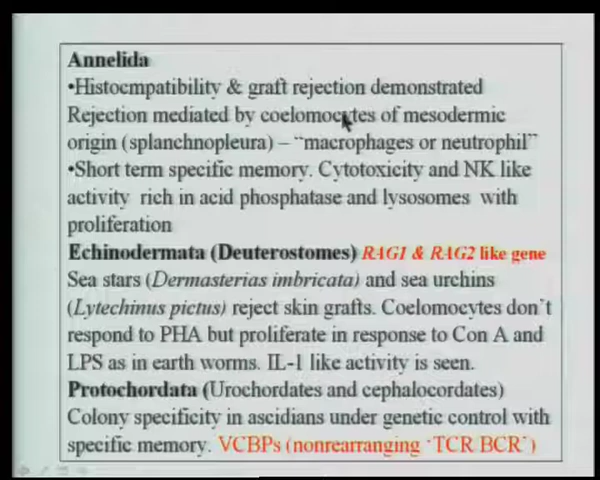 Annelida
•Histocmpatibility & graft rejection demonstrated
Rejection mediated by coelomocytes of mesodermic
origin (splanchnopleura) – “macrophages or neutrophil”
•Short term specific memory. Cytotoxicity and NK like
activity rich in acid phosphatase and lysosomes with
proliferation
Echinodermata (Deuterostomes) RAG1 & RAG2 like gene
Sea stars (Dermasterias imbricata) and sea urchins
(Lytechinus pictus) reject skin grafts. Coelomocytes don't
respond to PHA but proliferate in response to Con A and
LPS as in earth worms. IL-1 like activity is seen.
Protochordata (Urochordates and cephalocordates)
Colony specificity in ascidians under genetic control with
specific memory. VCBPs (nonrearranging 'TCR BCR')